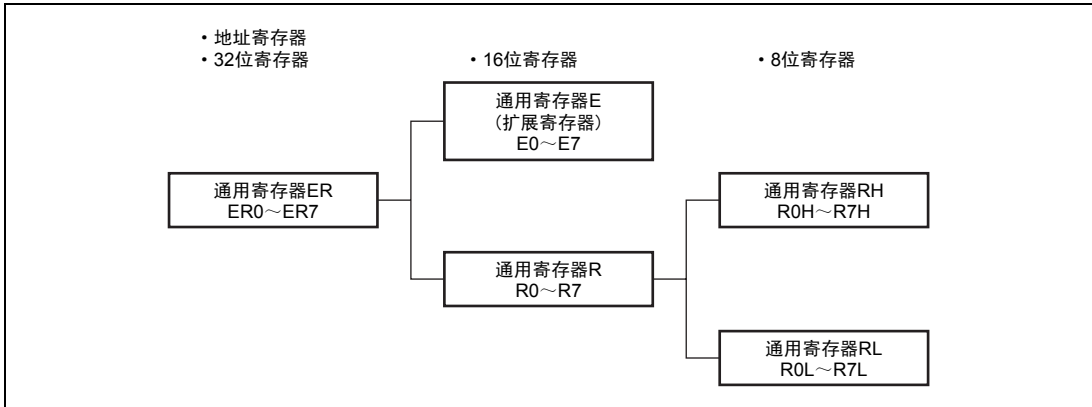 ・地址寄存器
・32位寄存器
・16位寄存器
・8位寄存器
通用寄存器E
(扩展寄存器)
E0～E7
通用寄存器ER
ER0～ER7
通用寄存器RH
R0H～R7H
通用寄存器R
R0～R7
通用寄存器RL
R0L～R7L